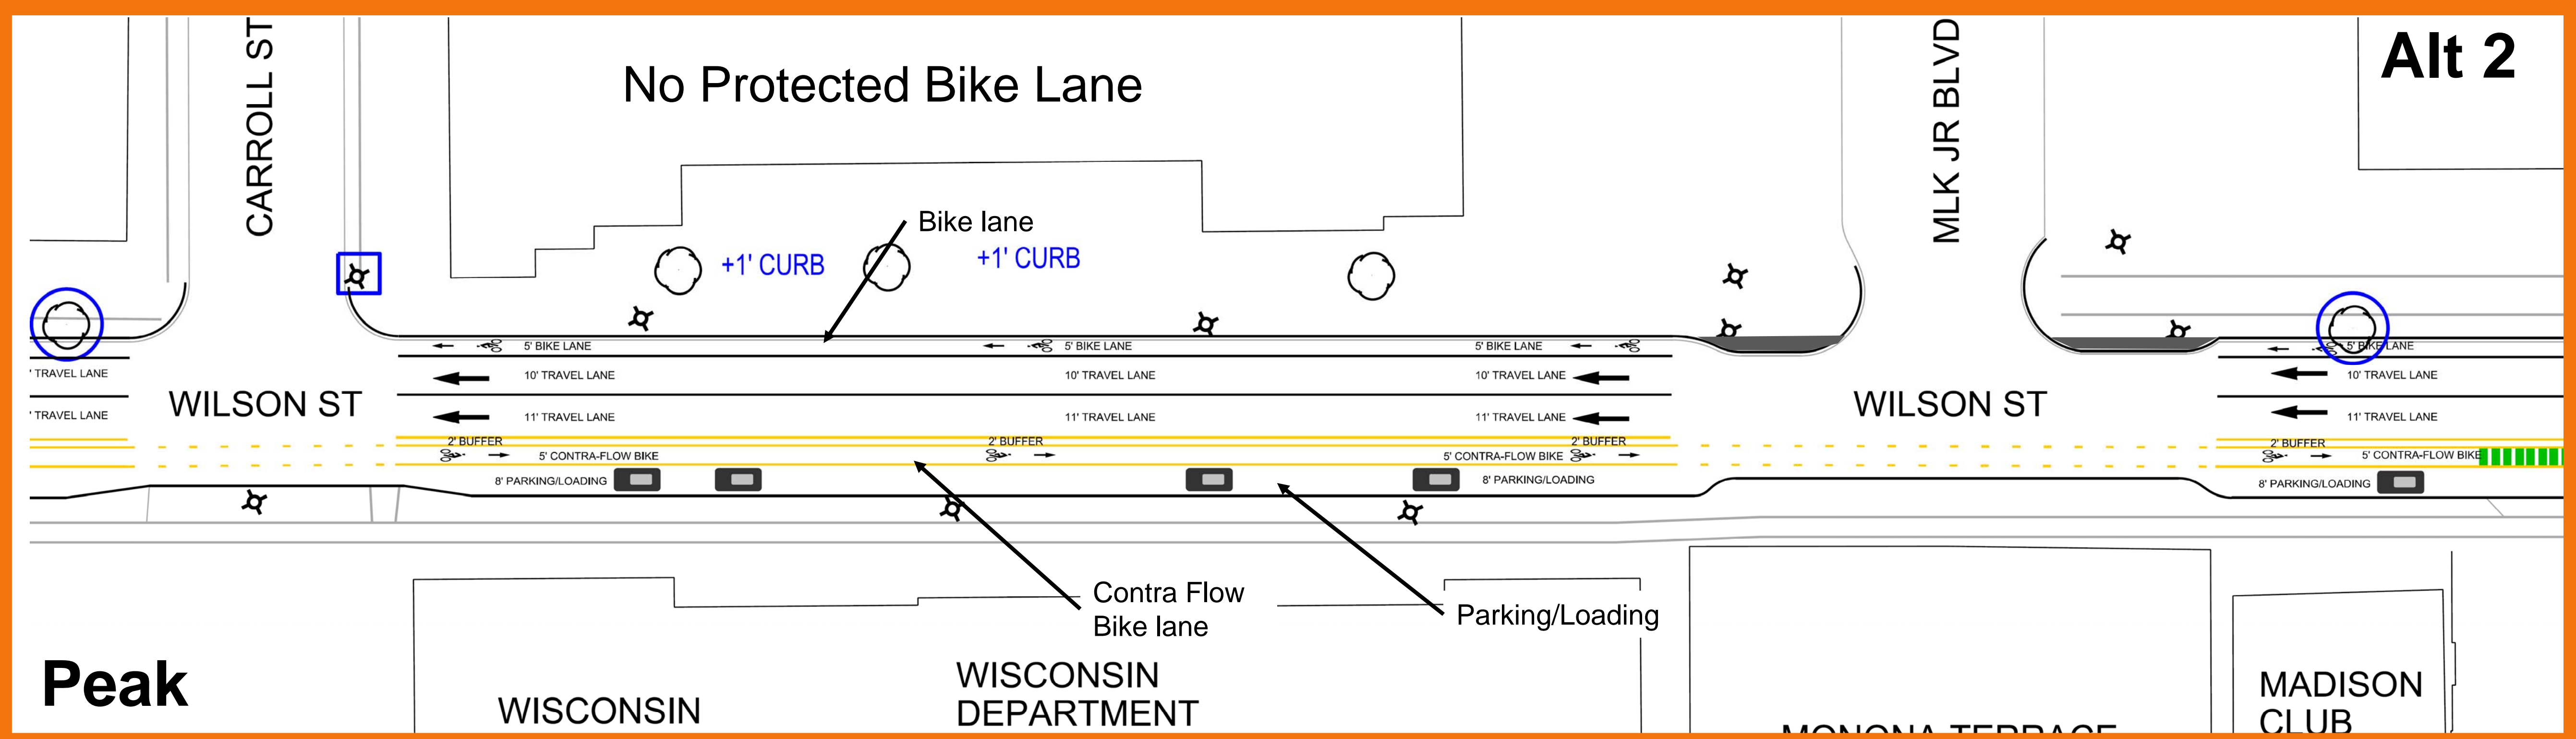 CARROLL ST
No Protected Bike Lane
MLK JR BLVD
Alt 2
Bike lane
+1' CURB
+1' CURB
5' BIKE LANE
5' BIKE LANE
5' BIKE LANE
5' BIKE LANE
' TRAVEL LANE
10' TRAVEL LANE
10' TRAVEL LANE
10' TRAVEL LANE
10' TRAVEL LANE
WILSON ST
WILSON ST
' TRAVEL LANE
11' TRAVEL LANE
11' TRAVEL LANE
11' TRAVEL LANE
11' TRAVEL LANE
2' BUFFER
2' BUFFER
2' BUFFER
2' BUFFER
5' CONTRA-FLOW BIKE
5' CONTRA-FLOW BIKE
5' CONTRA-FLOW BIKE
8' PARKING/LOADING
8' PARKING/LOADING
8' PARKING/LOADING
Contra Flow
Bike lane
Parking/Loading
Peak
WISCONSIN
WISCONSIN
DEPARTMENT
MONONA TERRACE
MADISON
CLUB